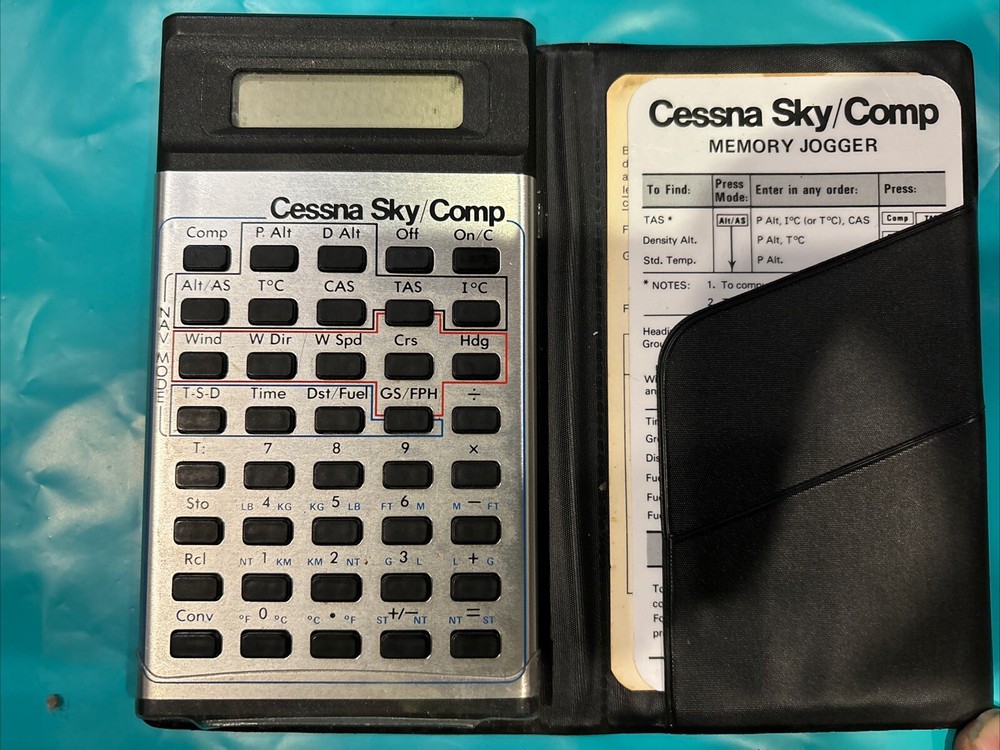 Cessna Sky/Comp
Comp P. Alt D Alt Off On/C
Alt/AS T°C CAS TAS I°C
Wind W Dir W Spd Crs Hdg
T-S-D Time Dst/Fuel GS/FPH ÷
NAV MODE
T: 7 8 9 ×
Sto LB 4 KG KG 5 LB FT 6 M M − FT
Rcl NT 1 KM KM 2 NT G 3 L L + G
Conv °F 0 °C °C • °F ST +/− NT NT = ST
Cessna Sky/Comp
MEMORY JOGGER
To Find: Press Mode: Enter in any order: Press:
TAS * Alt/AS P Alt, I°C (or T°C), CAS Comp
Density Alt. P Alt, T°C
Std. Temp. P Alt.
* NOTES: 1. To
2.